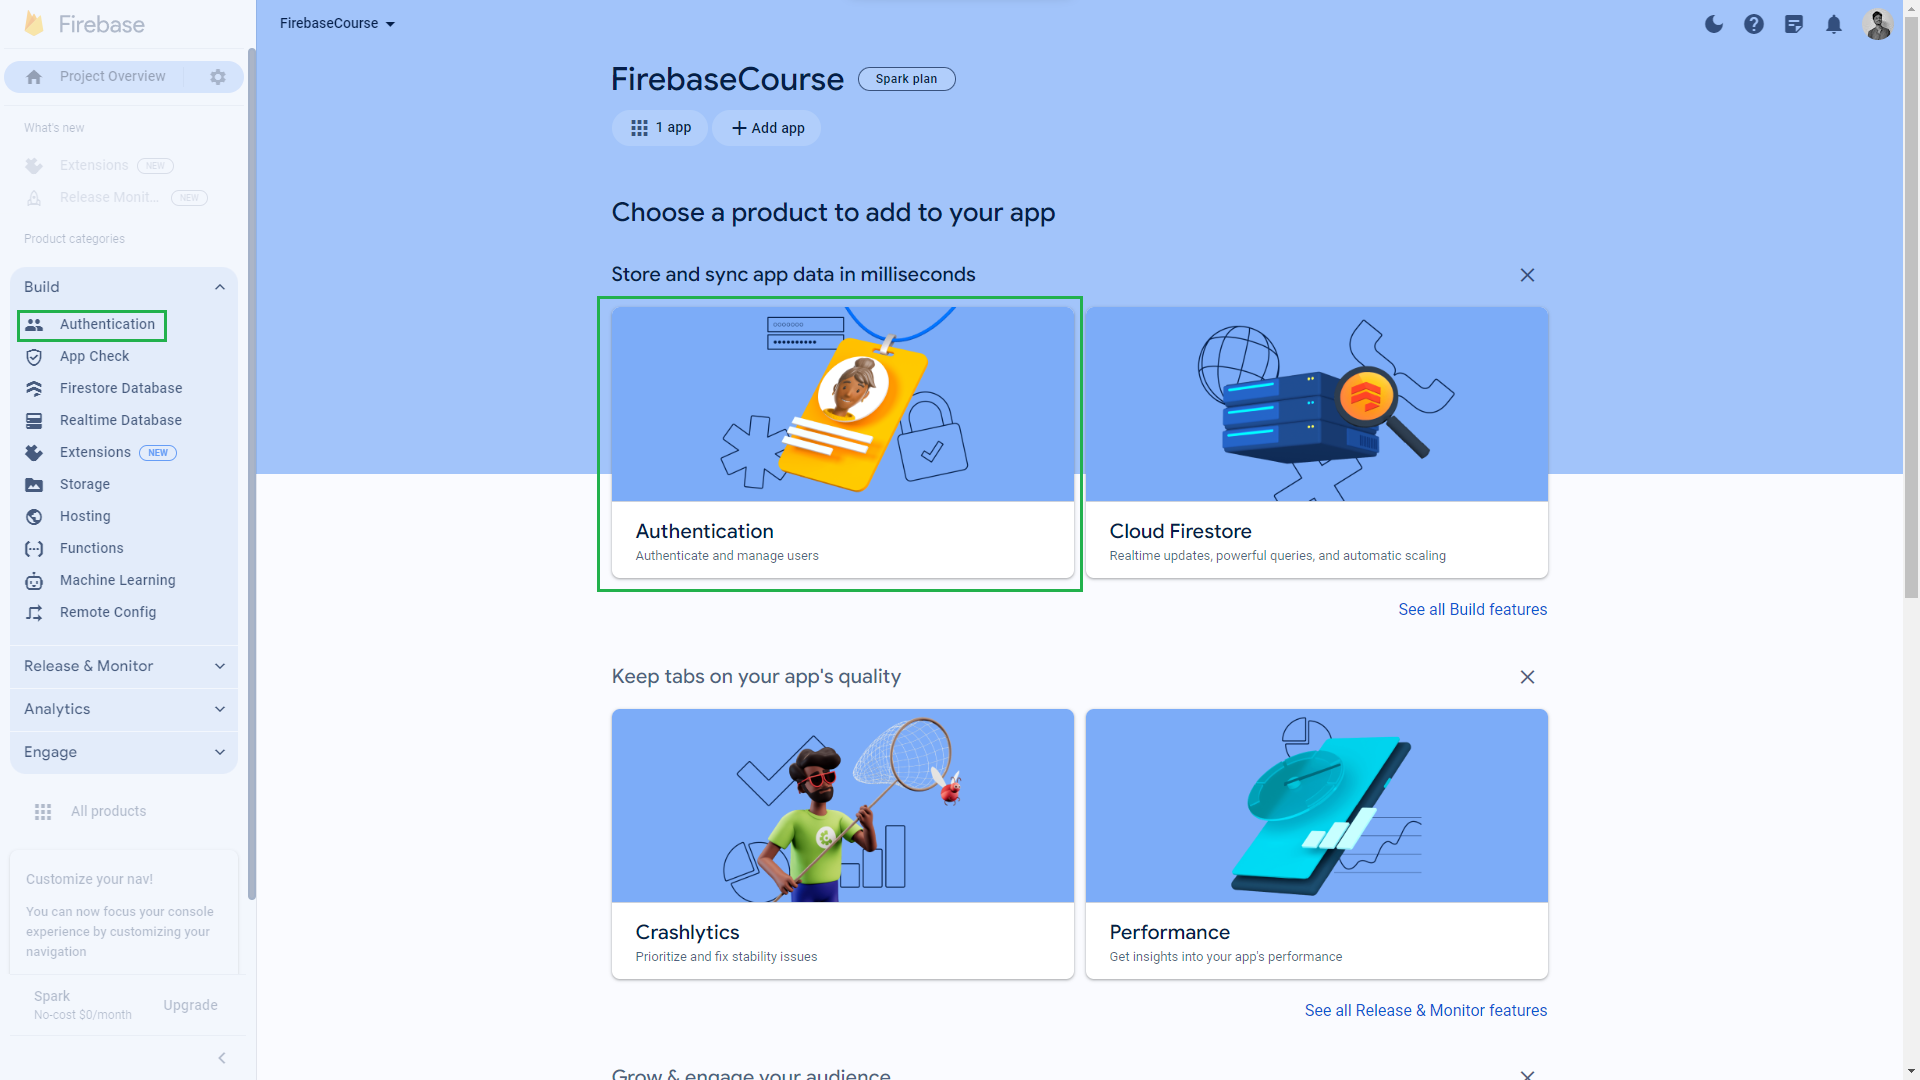 Firebase
FirebaseCourse
Project Overview
What's new
Extensions NEW
Release Monit... NEW
Product categories
Build
Authentication
App Check
Firestore Database
Realtime Database
Extensions NEW
Storage
Hosting
Functions
Machine Learning
Remote Config
Release & Monitor
Analytics
Engage
All products
Customize your nav!
You can now focus your console
experience by customizing your
navigation
Spark
No-cost $0/month
Upgrade
FirebaseCourse Spark plan
1 app
Add app
Choose a product to add to your app
Store and sync app data in milliseconds
Authentication
Authenticate and manage users
Cloud Firestore
Realtime updates, powerful queries, and automatic scaling
See all Build features
Keep tabs on your app's quality
Crashlytics
Prioritize and fix stability issues
Performance
Get insights into your app's performance
See all Release & Monitor features
Grow & engage your audience